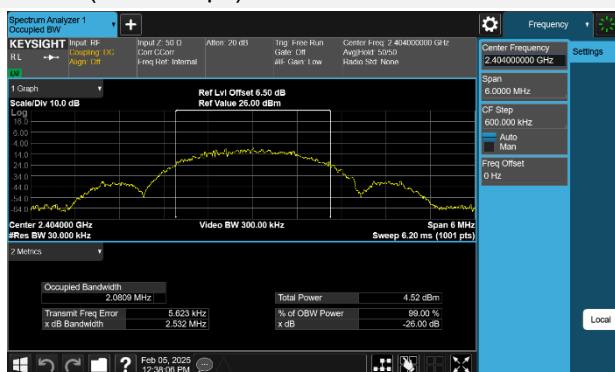 Spectrum Analyzer 1
Occupied BW
Frequency
KEYSIGHT Input: RF Input Z: 50 Ω Atten: 20 dB Trig: Free Run Center Freq: 2.404000000 GHz
RL Coupling: DC Corr CCorr Gate: Off Avg|Hold: 50/50
Align: Off Freq Ref: Internal #IF Gain: Low Radio Std: None
1 Graph
Ref Lvl Offset 6.50 dB
Scale/Div 10.0 dB Ref Value 26.00 dBm
Log
16.0
6.00
-4.00
-14.0
-24.0
-34.0
-44.0
-54.0
-64.0
Center 2.404000 GHz Video BW 300.00 kHz Span 6 MHz
#Res BW 30.000 kHz Sweep 6.20 ms (1001 pts)
2 Metrics
Occupied Bandwidth
2.0809 MHz Total Power 4.52 dBm
Transmit Freq Error 5.623 kHz % of OBW Power 99.00 %
x dB Bandwidth 2.532 MHz x dB -26.00 dB
Feb 05, 2025
12:38:06 PM
Center Frequency
2.404000000 GHz
Settings
Span
6.0000 MHz
CF Step
600.000 kHz
Auto
Man
Freq Offset
0 Hz
Local